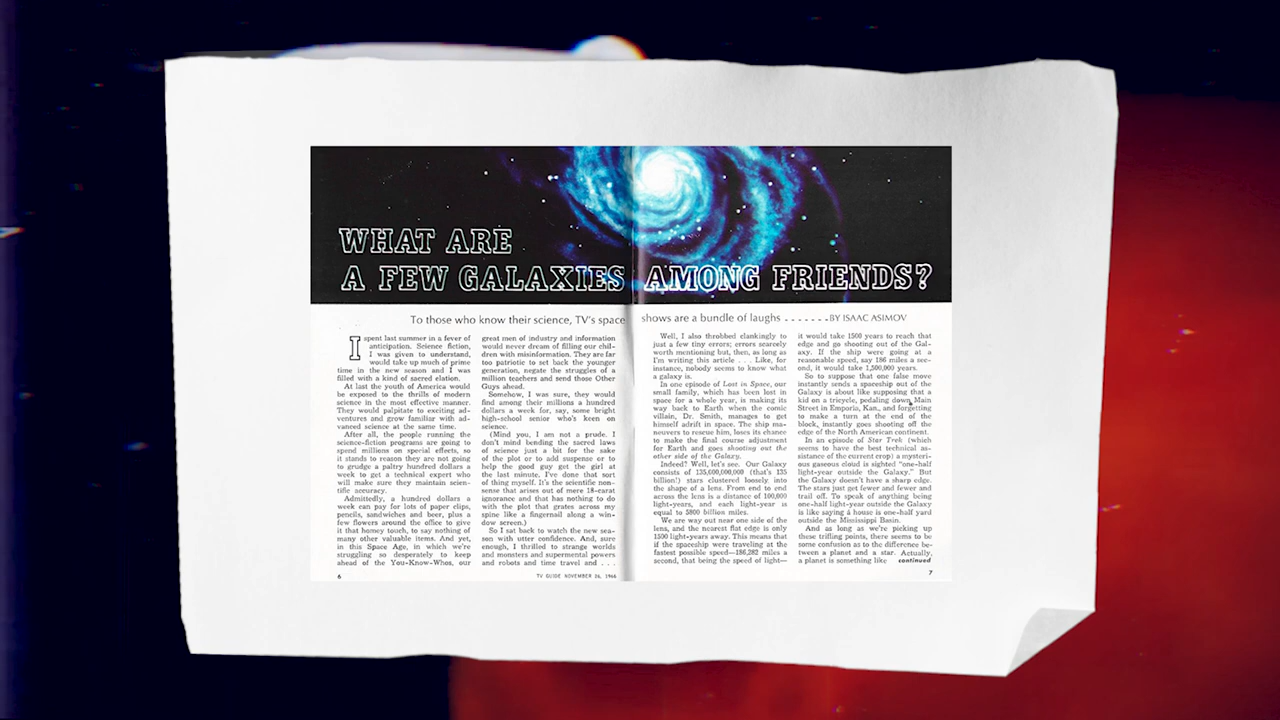 WHAT ARE
A FEW GALAXIES AMONG FRIENDS?
To those who know their science, TV's space shows are a bundle of laughs - - - - - - -BY ISAAC ASIMOV
I spent last summer in a fever of
anticipation. Science fiction,
I was given to understand,
would take up much of prime
time in the new season and I was
filled with a kind of sacred elation.
At last the youth of America would
be exposed to the thrills of modern
science in the most effective manner.
They would palpitate to exciting ad-
ventures and grow familiar with ad-
vanced science at the same time.
After all, the people running the
science-fiction programs are going to
spend millions on special effects, so
it stands to reason they are not going
to grudge a paltry hundred dollars a
week to get a technical expert who
will make sure they maintain scien-
tific accuracy.
Admittedly, a hundred dollars a
week can pay for lots of paper clips,
pencils, sandwiches and beer, plus a
few flowers around the office to give
it that homey touch, to say nothing of
many other valuable items. And yet,
in this Space Age, in which we're
struggling so desperately to keep
ahead of the You-Know-Whos, our
great men of industry and information
would never dream of filling our chil-
dren with misinformation. They are far
too patriotic to set back the younger
generation, negate the struggles of a
million teachers and send those Other
Guys ahead.
Somehow, I was sure, they would
find among their millions a hundred
dollars a week for, say, some bright
high-school senior who's keen on
science.
(Mind you, I am not a prude. I
don't mind bending the sacred laws
of science just a bit for the sake
of the plot or to add suspense or to
help the good guy get the girl at
the last minute. I've done that sort
of thing myself. It's the scientific non-
sense that arises out of mere 18-carat
ignorance and that has nothing to do
with the plot that grates across my
spine like a fingernail along a win-
dow screen.)
So I sat back to watch the new sea-
son with utter confidence. And, sure
enough, I thrilled to strange worlds
and monsters and supermental powers
and robots and time travel and . . .
6
TV GUIDE NOVEMBER 26, 1966
Well, I also throbbed clankingly to
just a few tiny errors; errors scarcely
worth mentioning but, then, as long as
I'm writing this article . . . Like, for
instance, nobody seems to know what
a galaxy is.
In one episode of Lost in Space, our
small family, which has been lost in
space for a whole year, is making its
way back to Earth when the comic
villain, Dr. Smith, manages to get
himself adrift in space. The ship ma-
neuvers to rescue him, loses its chance
to make the final course adjustment
for Earth and goes shooting out the
other side of the Galaxy.
Indeed? Well, let's see. Our Galaxy
consists of 135,000,000,000 (that's 135
billion!) stars clustered loosely into
the shape of a lens. From end to end
across the lens is a distance of 100,000
light-years, and each light-year is
equal to 5800 billion miles.
We are way out near one side of the
lens, and the nearest flat edge is only
1500 light-years away. This means that
if the spaceship were traveling at the
fastest possible speed—186,282 miles a
second, that being the speed of light—
it would take 1500 years to reach that
edge and go shooting out of the Gal-
axy. If the ship were going at a
reasonable speed, say 186 miles a sec-
ond, it would take 1,500,000 years.
So to suppose that one false move
instantly sends a spaceship out of the
Galaxy is about like supposing that a
kid on a tricycle, pedaling down Main
Street in Emporia, Kan., and forgetting
to make a turn at the end of the
block, instantly goes shooting off the
edge of the North American continent.
In an episode of Star Trek (which
seems to have the best technical as-
sistance of the current crop) a mysteri-
ous gaseous cloud is sighted "one-half
light-year outside the Galaxy." But
the Galaxy doesn't have a sharp edge.
The stars just get fewer and fewer and
trail off. To speak of anything being
one-half light-year outside the Galaxy
is like saying a house is one-half yard
outside the Mississippi Basin.
And as long as we're picking up
these trifling points, there seems to be
some confusion as to the difference be-
tween a planet and a star. Actually,
a planet is something like continued
7